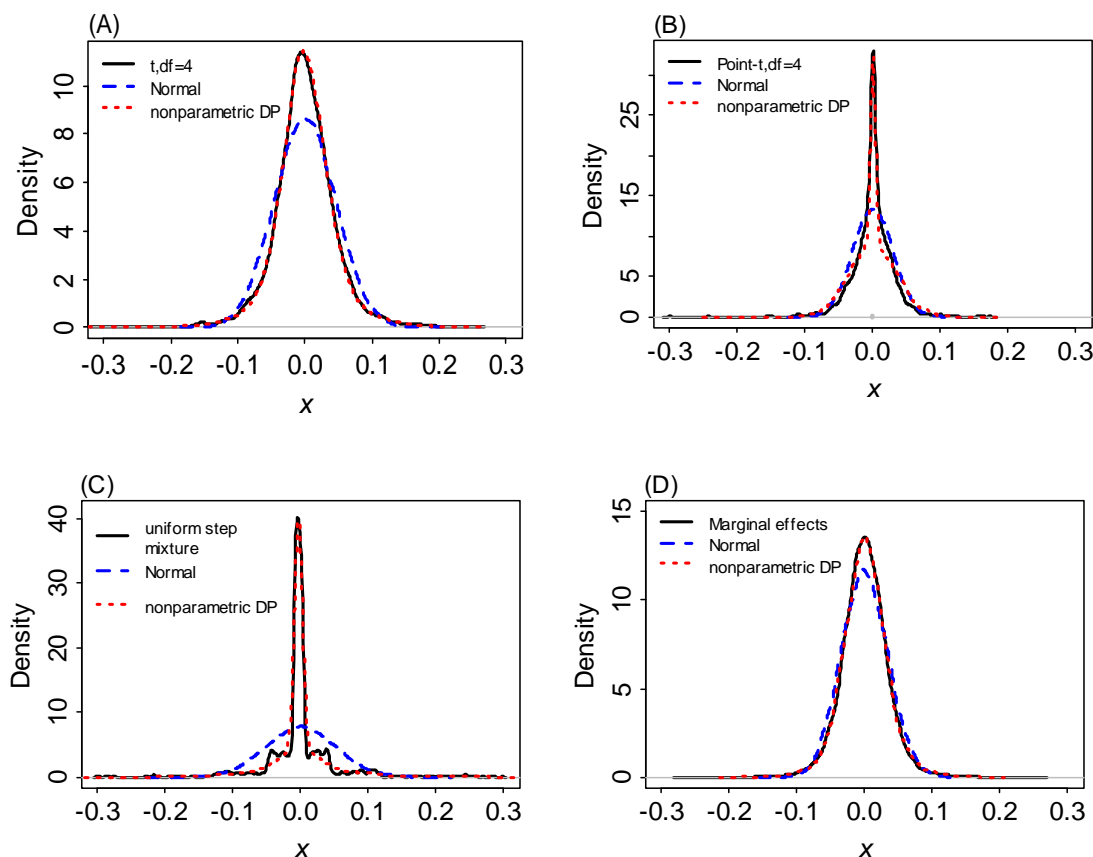 (A)
t,df=4
Normal
nonparametric DP
Density
0 2 4 6 8 10
-0.3 -0.2 -0.1 0.0 0.1 0.2 0.3
x
(B)
Point-t,df=4
Normal
nonparametric DP
Density
0 5 15 25
-0.3 -0.2 -0.1 0.0 0.1 0.2 0.3
x
(C)
uniform step
mixture
Normal
nonparametric DP
Density
0 10 20 30 40
-0.3 -0.2 -0.1 0.0 0.1 0.2 0.3
x
(D)
Marginal effects
Normal
nonparametric DP
Density
0 5 10 15
-0.3 -0.2 -0.1 0.0 0.1 0.2 0.3
x